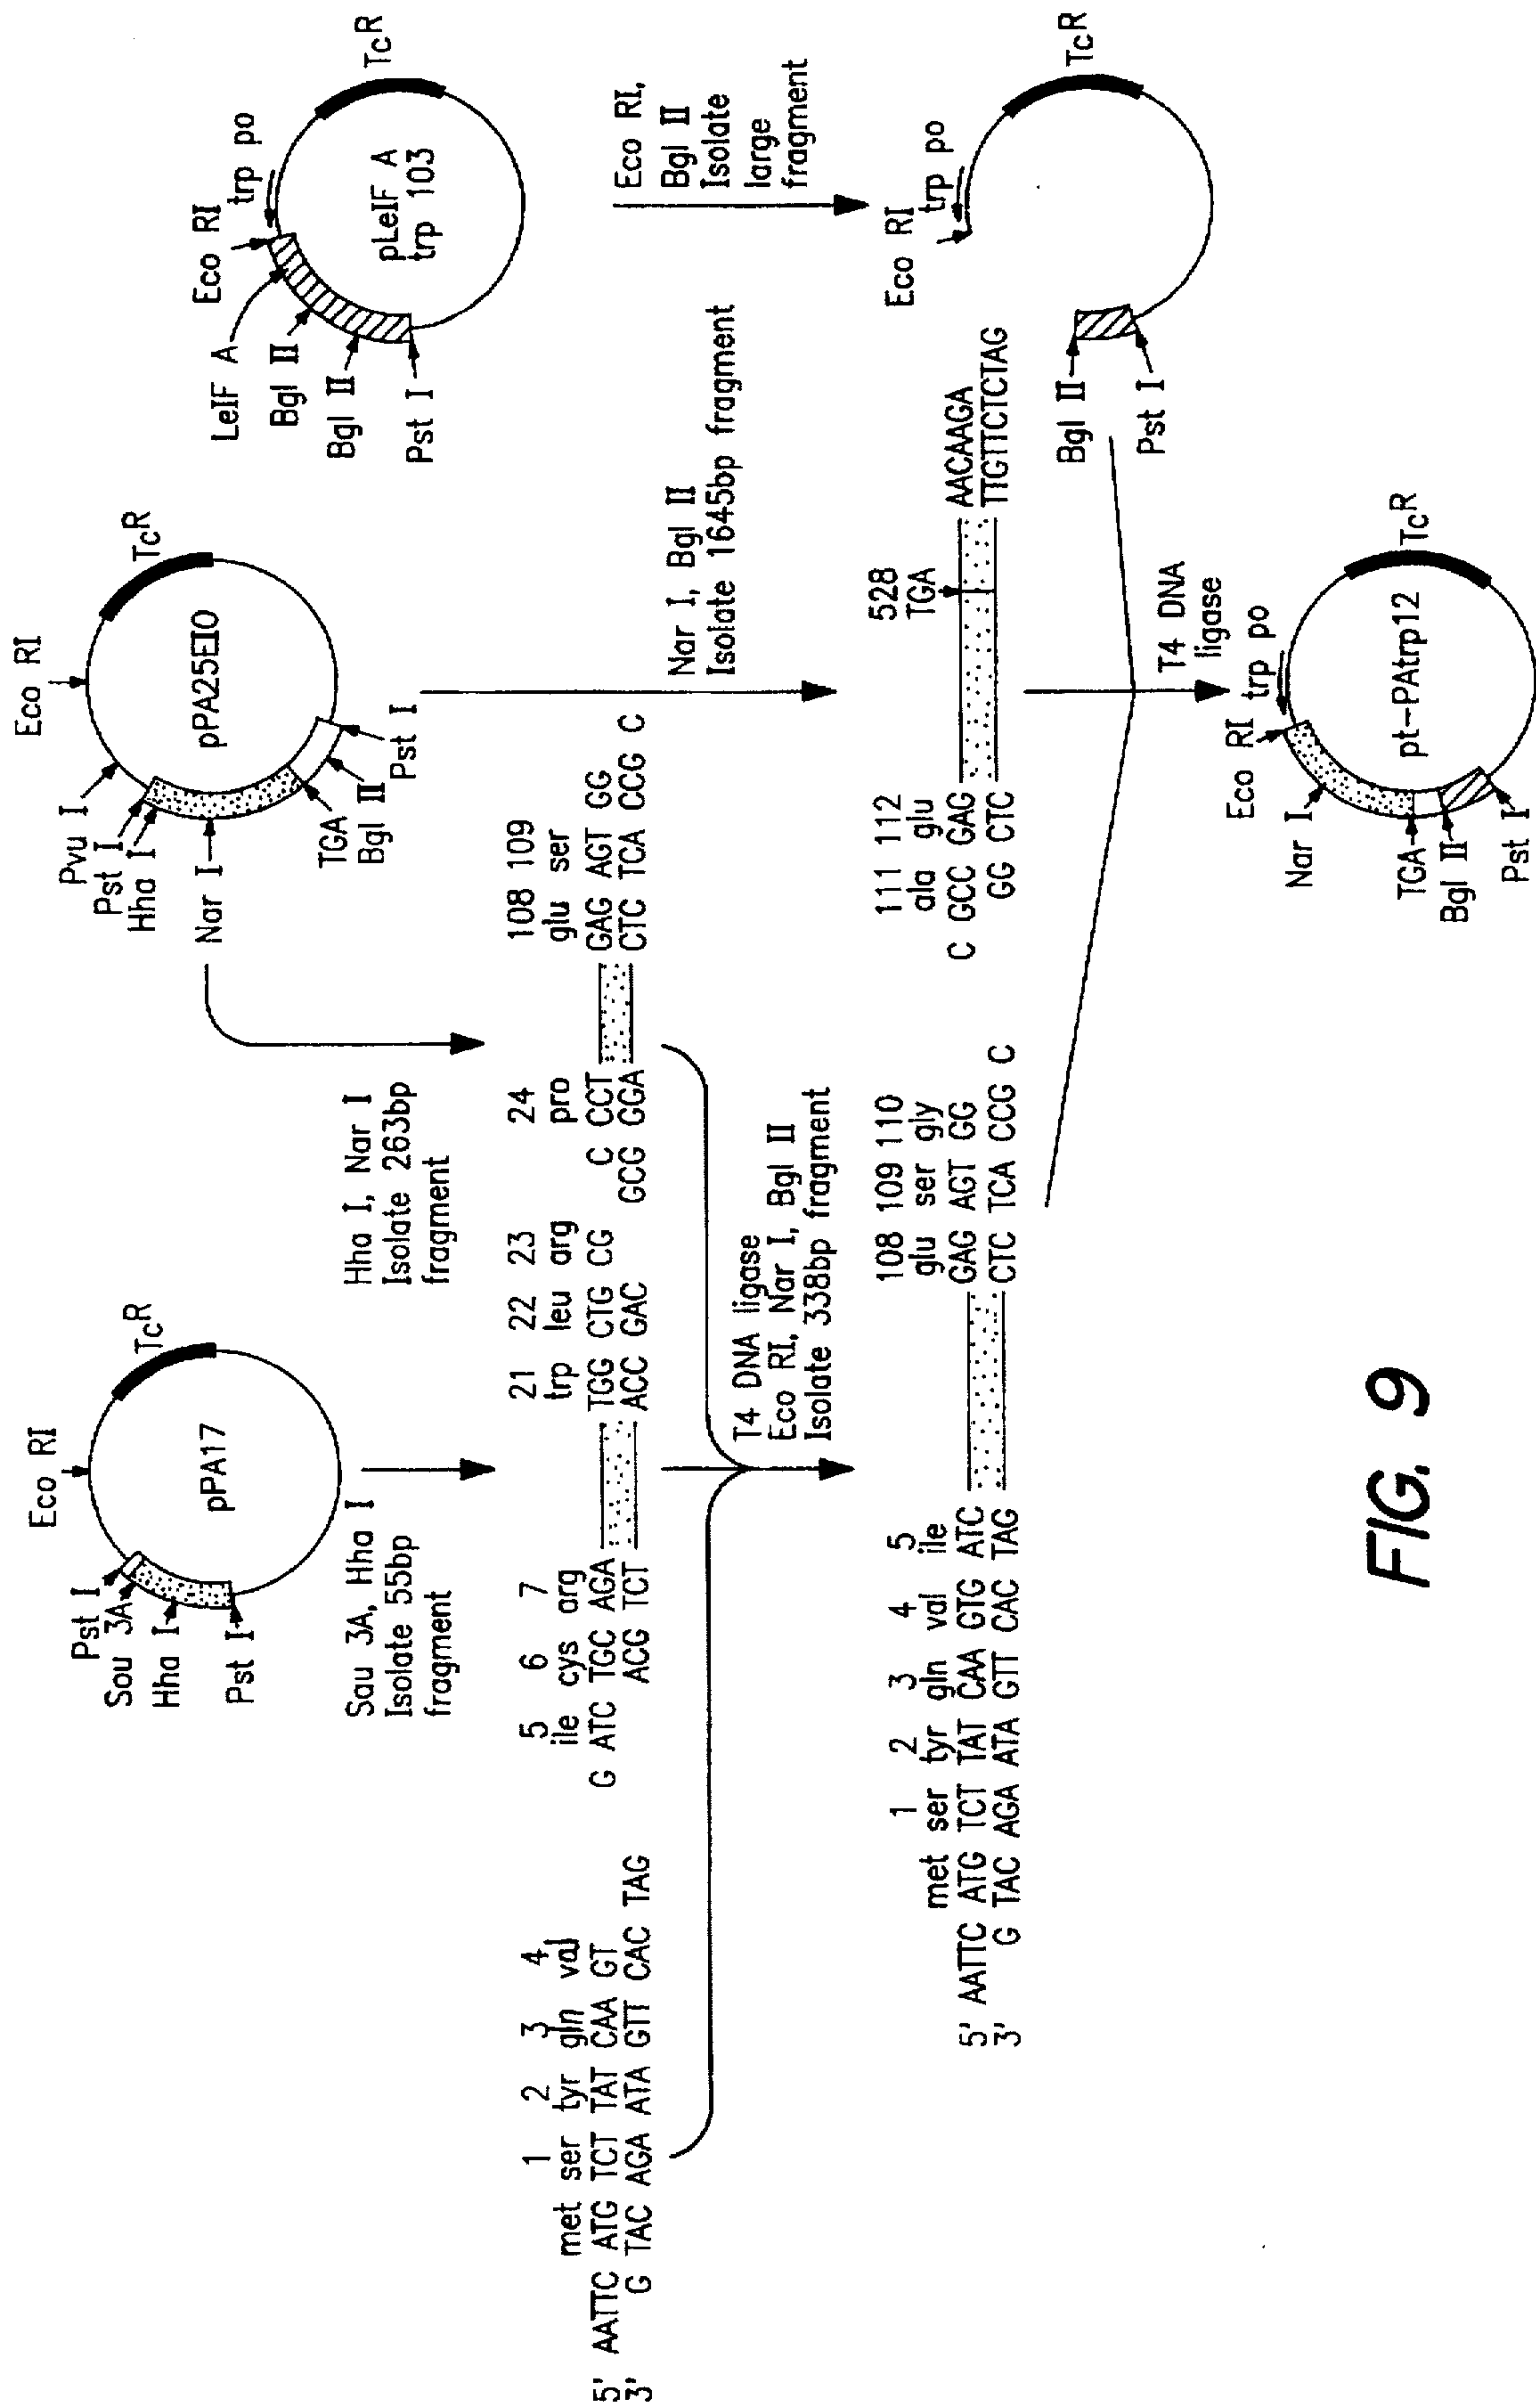 Eco RI
Pst I
Sau 3A
Hha I
Pst I
pPA17
TcR
Sau 3A, Hha I
Isolate 55bp
fragment
Eco RI
Pvu I
Pst I
Hha I
Nar I
TGA
Bgl II
Pst I
pPA25E10
TcR
Hha I, Nar I
Isolate 263bp
fragment
Eco RI
trp po
LeIF A
Bgl II
Bgl II
Pst I
pLeIF A
trp 103
TcR
1 2 3 4
met ser tyr gln val
5' AATTC ATG TCT TAT CAA GT
3' G TAC AGA ATA GTT CAC TAG
5 6 7
ile cys arg
G ATC TGC AGA
ACG TCT
21 22 23
trp leu arg
TGG CTG CG
ACC GAC
24
pro
C CCT
GCG GGA
108 109
glu ser
GAG AGT GG
CTC TCA CCG C
Nar I, Bgl II
Isolate 1645bp fragment
Eco RI,
Bgl II
Isolate
large
fragment
T4 DNA ligase
Eco RI, Nar I, Bgl II
Isolate 338bp fragment
1 2 3 4 5
met ser tyr gln val ile
5' AATTC ATG TCT TAT CAA GTG ATC
3' G TAC AGA ATA GTT CAC TAG
108 109 110
glu ser gly
GAG AGT GG
CTC TCA CCG C
111 112
ala glu
C GCC GAG
GG CTC
528
TGA
AACAAGA
TTGTTCTCTAG
Eco RI
trp po
Bgl II
Pst I
TcR
T4 DNA
ligase
Eco RI
trp po
Nar I
TGA
Bgl II
Pst I
pt-PAtrp12
TcR
FIG. 9